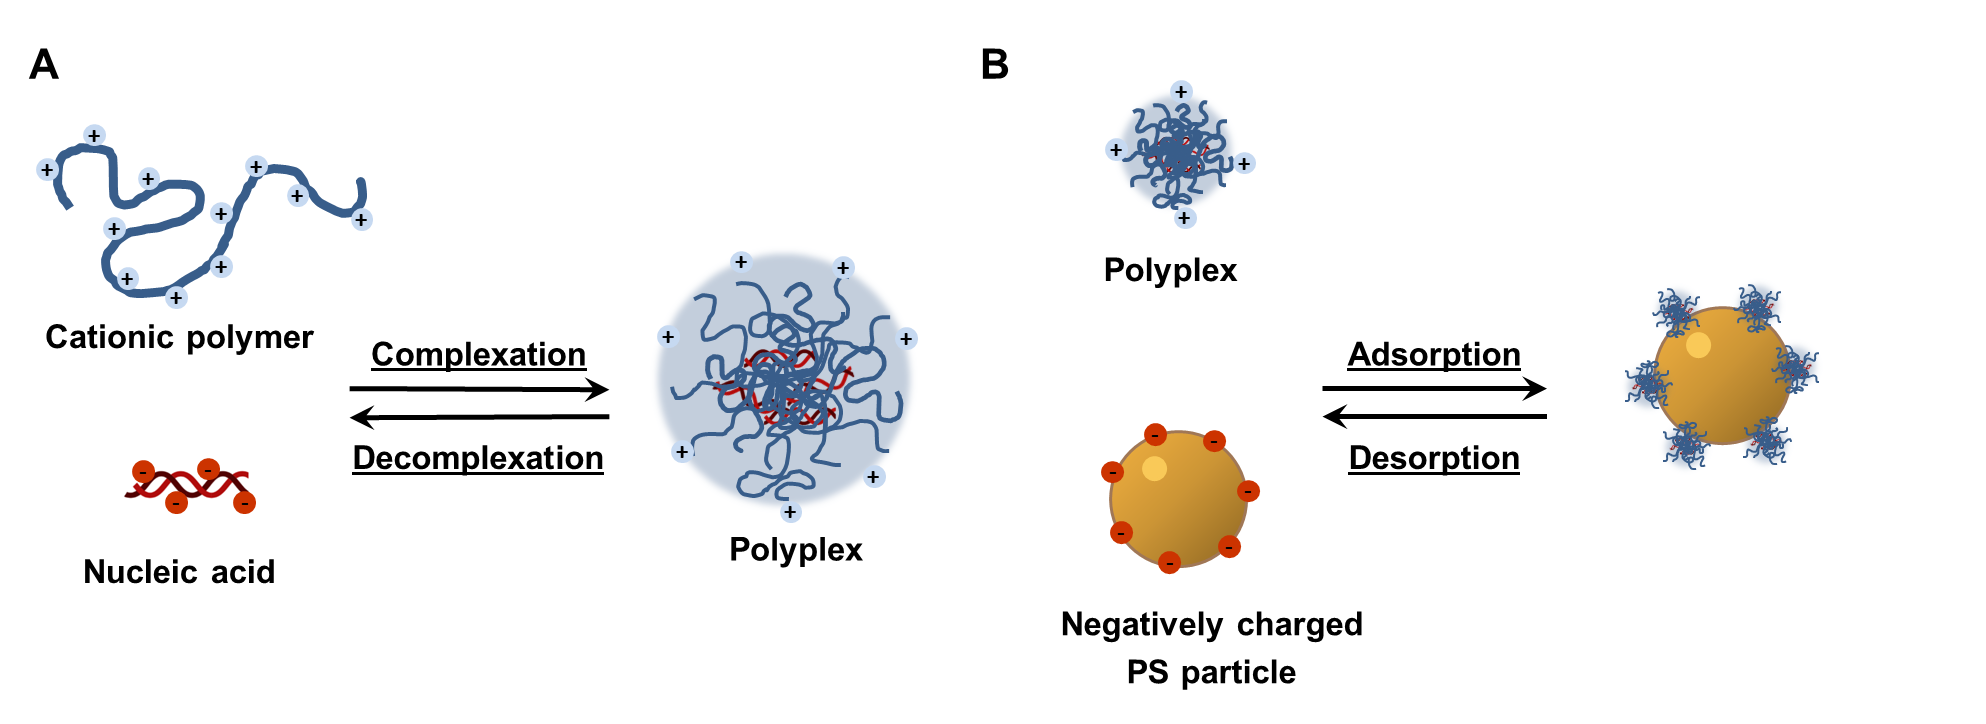 A
Cationic polymer
Nucleic acid
Complexation
Decomplexation
Polyplex
B
Polyplex
Negatively charged
PS particle
Adsorption
Desorption